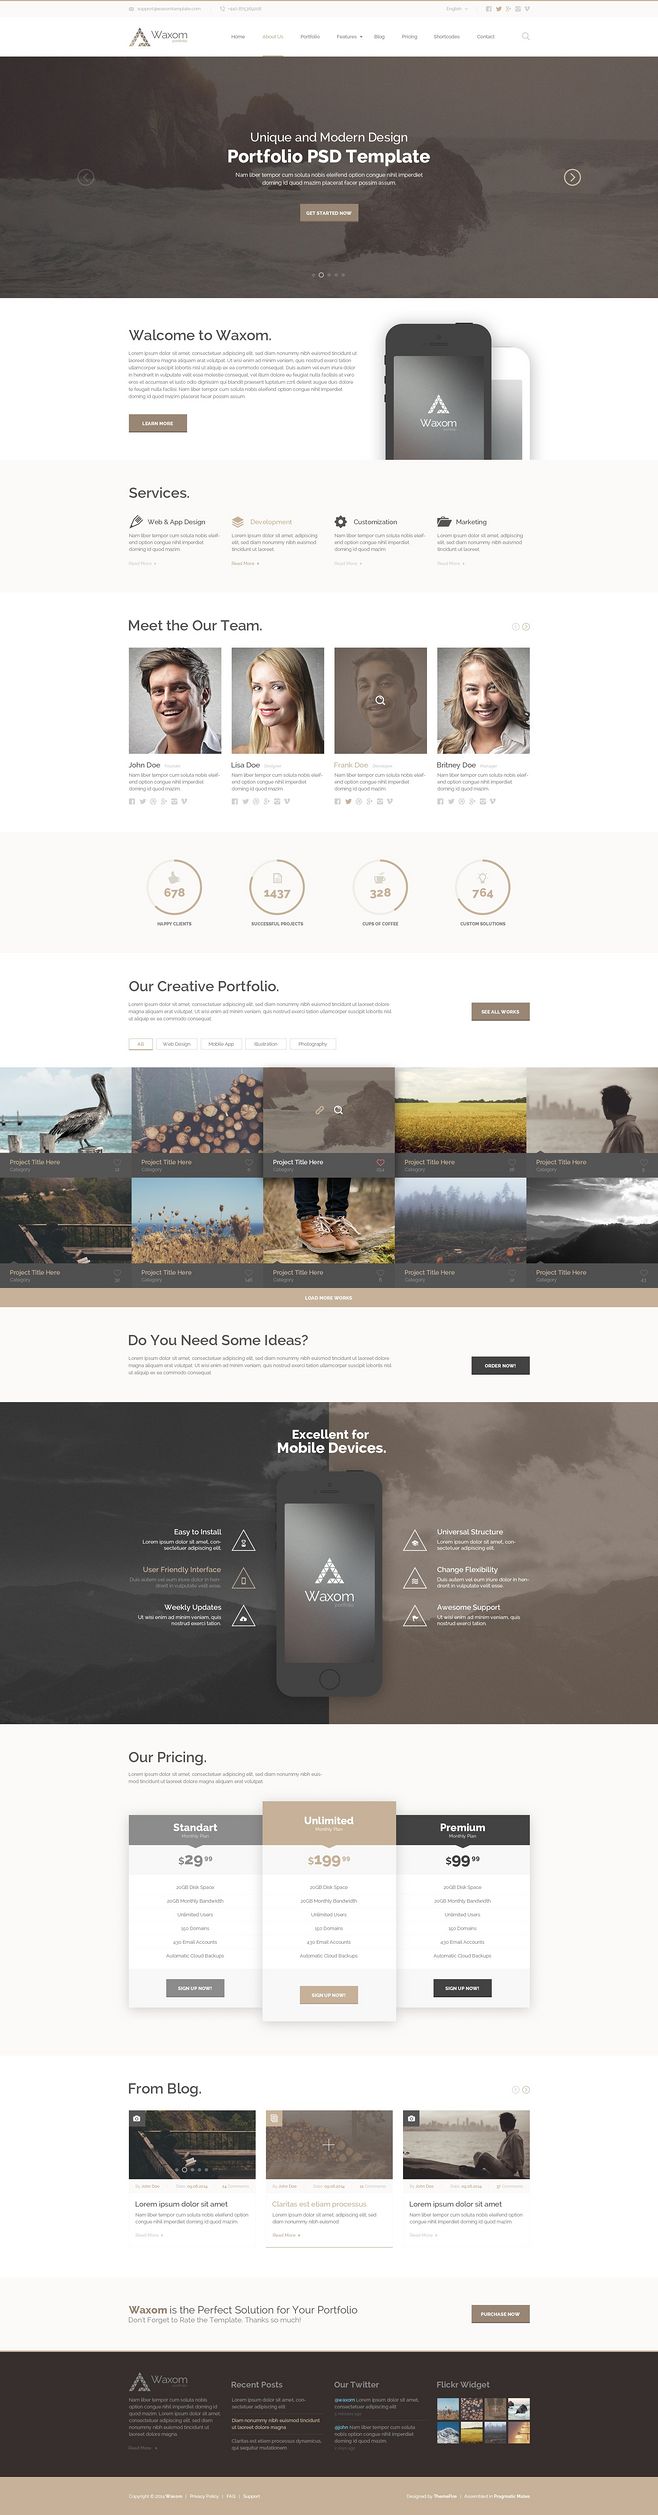 support@waxomtemplate.com
English
Waxom
portfolio
Home
About Us
Portfolio
Features
Blog
Pricing
Shortcodes
Contact
Unique and Modern Design
Portfolio PSD Template
Nam liber tempor cum soluta nobis eleifend option congue nihil imperdiet
doming id quod mazim placerat facer possim assum.
GET STARTED NOW
Walcome to Waxom.
Lorem ipsum dolor sit amet, consectetuer adipiscing elit, sed diam nonummy nibh euismod tincidunt ut
laoreet dolore magna aliquam erat volutpat. Ut wisi enim ad minim veniam, quis nostrud exerci tation
ullamcorper suscipit lobortis nisl ut aliquip ex ea commodo consequat. Duis autem vel eum iriure dolor
in hendrerit in vulputate velit esse molestie consequat, vel illum dolore eu feugiat nulla facilisis at vero
eros et accumsan et iusto odio dignissim qui blandit praesent luptatum zzril delenit augue duis dolore
te feugait nulla facilisi. Nam liber tempor cum soluta nobis eleifend option congue nihil imperdiet
doming id quod mazim placerat facer possim assum
LEARN MORE
Waxom
Services.
Web & App Design
Nam liber tempor cum soluta nobis eleif-
end option congue nihil imperdiet
doming id quod mazim
Read More
Development
Lorem ipsum dolor sit amet, adipiscing
elit, sed diam nonummy nibh euismod
tincidunt ut laoreet
Read More
Customization
Nam liber tempor cum soluta nobis eleif-
end option congue nihil imperdiet
doming id quod mazim
Read More
Marketing
Lorem ipsum dolor sit amet, adipiscing
elit, sed diam nonummy nibh euismod
tincidunt ut laoreet
Read More
Meet the Our Team.
John Doe
Nam liber tempor cum soluta nobis eleif-
end option congue nihil imperdiet
doming id quod mazim
Lisa Doe Designer
Nam liber tempor cum soluta nobis eleif-
end option congue nihil imperdiet
doming id quod mazim
Frank Doe Developer
Nam liber tempor cum soluta nobis eleif-
end option congue nihil imperdiet
doming id quod mazim
Britney Doe Manager
Nam liber tempor cum soluta nobis eleif-
end option congue nihil imperdiet
doming id quod mazim
678
HAPPY CLIENTS
1437
SUCCESSFUL PROJECTS
328
CUPS OF COFFEE
764
CUSTOM SOLUTIONS
Our Creative Portfolio.
Lorem ipsum dolor sit amet, consectetuer adipiscing elit, sed diam nonummy nibh euismod tincidunt ut laoreet dolore
magna aliquam erat volutpat. Ut wisi enim ad minim veniam, quis nostrud exerci tation ullamcorper suscipit lobortis nisl
ut aliquip ex ea commodo consequat
SEE ALL WORKS
All
Web Design
Mobile App
Illustration
Photography
Project Title Here
Category
Project Title Here
Category
Project Title Here
Category
254
Project Title Here
Category
Project Title Here
Category
Project Title Here
Category
Project Title Here
Category
Project Title Here
Category
6
Project Title Here
Category
Project Title Here
Category
43
LOAD MORE WORKS
Do You Need Some Ideas?
Lorem ipsum dolor sit amet, consectetuer adipiscing elit, sed diam nonummy nibh euismod tincidunt ut laoreet dolore
magna aliquam erat volutpat. Ut wisi enim ad minim veniam, quis nostrud exerci tation ullamcorper suscipit lobortis nisl
ut aliquip ex ea commodo consequat
ORDER NOW!
Excellent for
Mobile Devices.
Easy to Install
Lorem ipsum dolor sit amet, con-
sectetuer adipiscing elit.
User Friendly Interface
Duis autem vel eum iriure dolor in hen-
drerit in vulputate velit esse.
Weekly Updates
Ut wisi enim ad minim veniam, quis
nostrud exerci tation.
Waxom
portfolio
Universal Structure
Lorem ipsum dolor sit amet, con-
sectetuer adipiscing elit.
Change Flexibility
Duis autem vel eum iriure dolor in hen-
drerit in vulputate velit esse.
Awesome Support
Ut wisi enim ad minim veniam, quis
nostrud exerci tation.
Our Pricing.
Lorem ipsum dolor sit amet, consectetuer adipiscing elit, sed diam nonummy nibh euis-
mod tincidunt ut laoreet dolore magna aliquam erat volutpat
Standart
Monthly Plan
$29 99
20GB Disk Space
20GB Monthly Bandwidth
Unlimited Users
150 Domains
430 Email Accounts
Automatic Cloud Backups
SIGN UP NOW!
Unlimited
Monthly Plan
$199 99
20GB Disk Space
20GB Monthly Bandwidth
Unlimited Users
150 Domains
430 Email Accounts
Automatic Cloud Backups
SIGN UP NOW!
Premium
Monthly Plan
$99 99
20GB Disk Space
20GB Monthly Bandwidth
Unlimited Users
150 Domains
430 Email Accounts
Automatic Cloud Backups
SIGN UP NOW!
From Blog.
By John Doe Date: 09.08.2014 24 Comments
Lorem ipsum dolor sit amet
Nam liber tempor cum soluta nobis eleifend option
congue nihil imperdiet doming id quod mazim
Read More
By John Doe Date: 09.08.2014 Comments
Claritas est etiam processus.
Lorem ipsum dolor sit amet, adipiscing elit, sed
diam nonummy nibh euismod
Read More
By John Doe Date: 09.08.2014 37 Comments
Lorem ipsum dolor sit amet
Nam liber tempor cum soluta nobis eleifend option
congue nihil imperdiet doming id quod mazim
Read More
Waxom is the Perfect Solution for Your Portfolio
Don't Forget to Rate the Template. Thanks so much!
PURCHASE NOW
Waxom
portfolio
Nam liber tempor cum soluta nobis
option congue nihil imperdiet doming id
quod mazim. Lorem ipsum dolor sit amet,
consectetuer adipiscing elit, sed diam
nonummy nibh euismod tincidunt ut laoreet
dolore magna
Read More
Recent Posts
Lorem ipsum dolor sit amet, con-
sectetuer adipiscing elit
Diam nonummy nibh euismod tincidunt
ut laoreet dolore magna
Claritas est etiam processus dynamicus,
qui sequitur mutationem
Our Twitter
@waxom Lorem ipsum dolor sit amet,
consectetuer adipiscing elit
@john Nam liber tempor cum soluta
nobis option congue nihil imperdiet
Flickr Widget
Copyright © 2014 Waxom | Privacy Policy | FAQ | Support
Designed by ThemeFire | Assembled in Pragmatic Mates